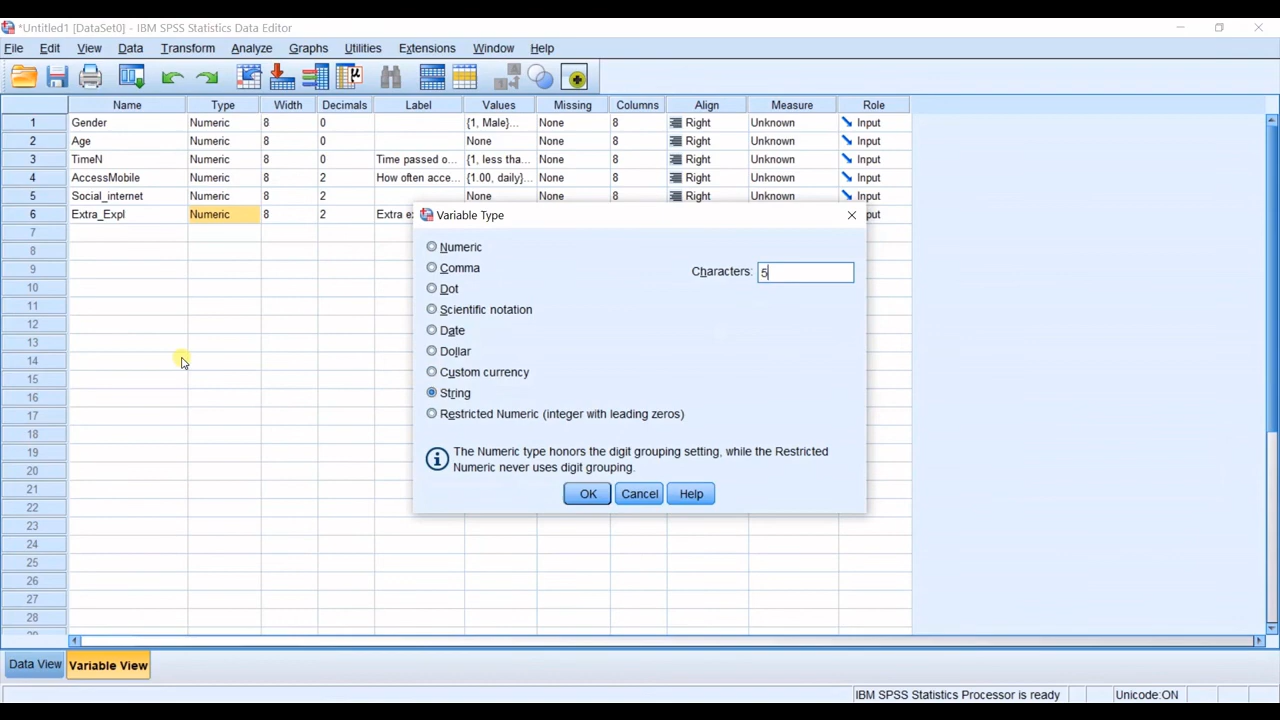 *Untitled1 [DataSet0] - IBM SPSS Statistics Data Editor
File Edit View Data Transform Analyze Graphs Utilities Extensions Window Help
Name Type Width Decimals Label Values Missing Columns Align Measure Role
1 Gender Numeric 8 0 {1, Male}... None 8 Right Unknown Input
2 Age Numeric 8 0 None None 8 Right Unknown Input
3 TimeN Numeric 8 0 Time passed o... {1, less tha... None 8 Right Unknown Input
4 AccessMobile Numeric 8 2 How often acce... {1.00, daily}... None 8 Right Unknown Input
5 Social_internet Numeric 8 2 None None 8 Right Unknown Input
6 Extra_Expl Numeric 8 2 Extra e put
Variable Type
7
Numeric
8
Comma
Characters: 5
9
Dot
10
Scientific notation
11
Date
12
Dollar
13
Custom currency
14
String
15
Restricted Numeric (integer with leading zeros)
16
17
18
The Numeric type honors the digit grouping setting, while the Restricted
19
Numeric never uses digit grouping.
20
21
OK Cancel Help
22
23
24
25
26
27
28
Data View Variable View
IBM SPSS Statistics Processor is ready Unicode:ON